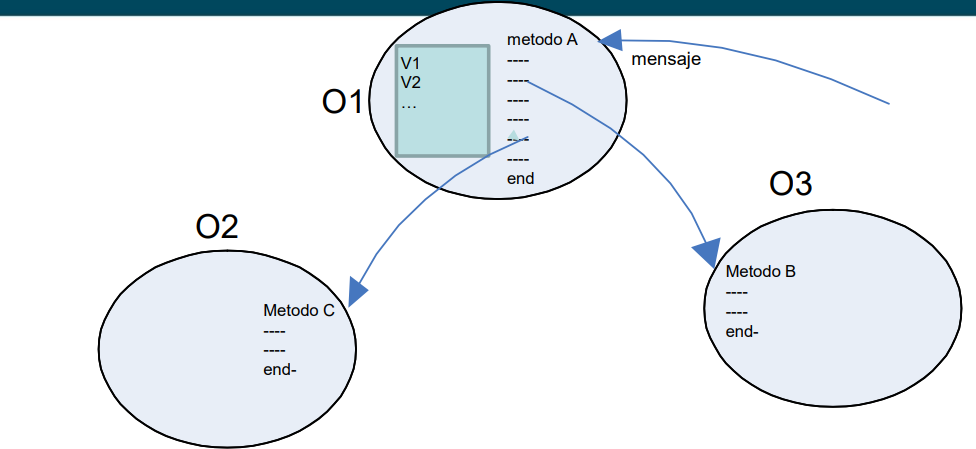 metodo A
----
----
----
----
----
----
end
V1
V2
…
O1
mensaje
O2
Metodo C
----
----
end-
O3
Metodo B
----
----
end-